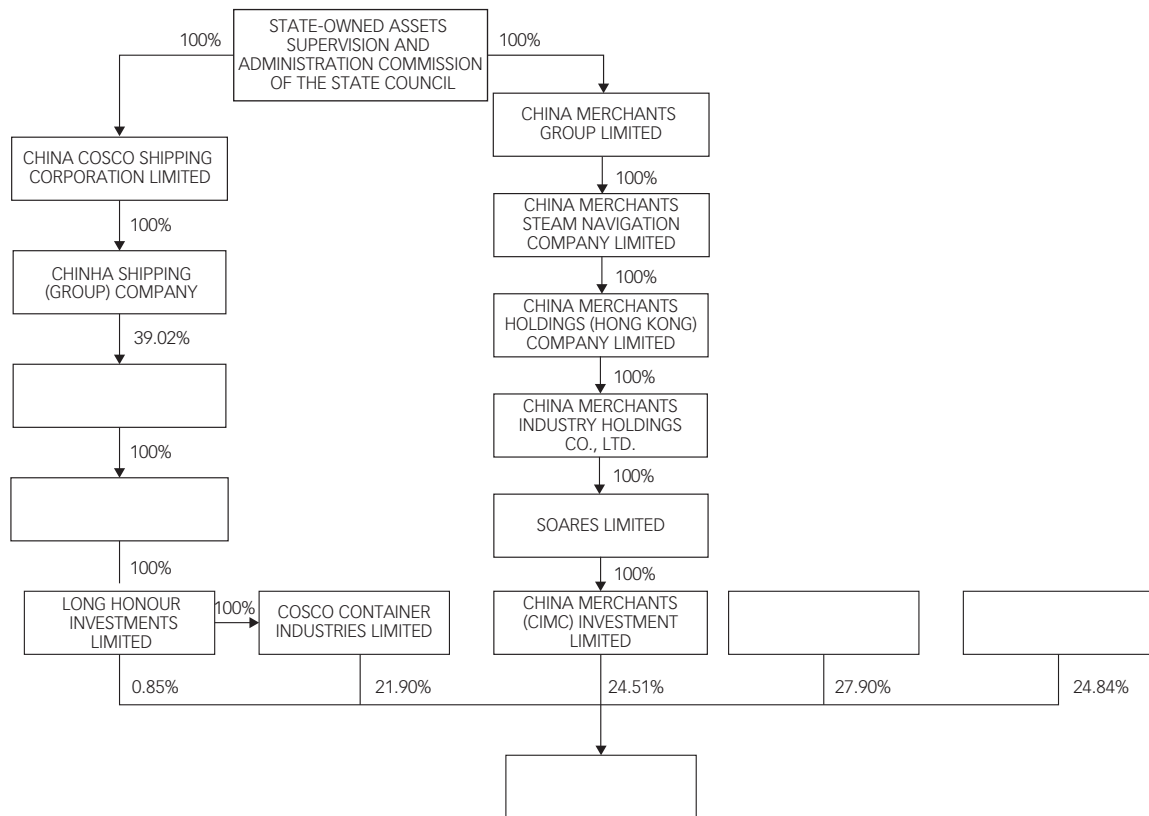 STATE-OWNED ASSETS
SUPERVISION AND
ADMINISTRATION COMMISSION
OF THE STATE COUNCIL
100%
100%
CHINA MERCHANTS
GROUP LIMITED
CHINA COSCO SHIPPING
CORPORATION LIMITED
100%
CHINA MERCHANTS
STEAM NAVIGATION
COMPANY LIMITED
100%
CHINHA SHIPPING
(GROUP) COMPANY
100%
CHINA MERCHANTS
HOLDINGS (HONG KONG)
COMPANY LIMITED
39.02%
100%
CHINA MERCHANTS
INDUSTRY HOLDINGS
CO., LTD.
100%
100%
SOARES LIMITED
100%
100%
LONG HONOUR
INVESTMENTS
LIMITED
100%
COSCO CONTAINER
INDUSTRIES LIMITED
CHINA MERCHANTS
(CIMC) INVESTMENT
LIMITED
0.85%
21.90%
24.51%
27.90%
24.84%